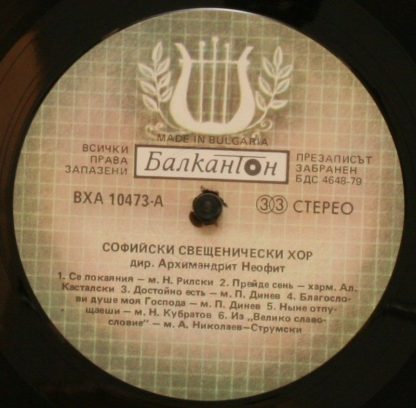 MADE IN BULGARIA
ВСИЧКИ ПРАВА ЗАПАЗЕНИ
БалканТон
ПРЕЗАПИСЪТ ЗАБРАНЕН БДС 4648-79
ВХА 10473-А
33 СТЕРЕО
СОФИЙСКИ СВЕЩЕНИЧЕСКИ ХОР
дир. Архимандрит Неофит
1. Се покаяния — м. Н. Рилски 2. Прейде сень — харм. Ал.
Касталски 3. Достойно есть — м. П. Динев 4. Благосло-
ви душе моя Господа — м. П. Динев 5. Ныне отпу-
щаеши — м. Н. Кубратов 6. Из „Велико славо-
словие" — м. А. Николаев—Струмски